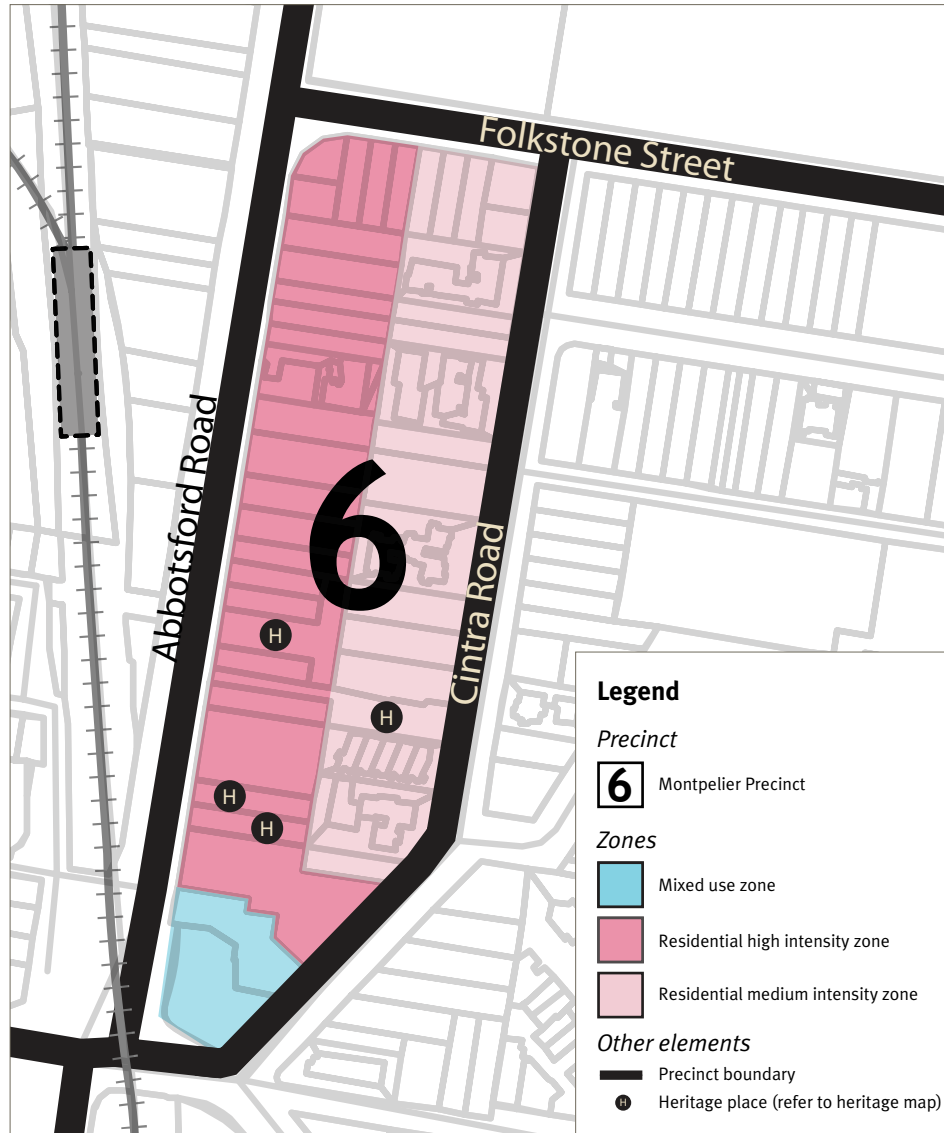 Folkstone Street
Abbotsford Road
6
Cintra Road
H
H
H
H
Legend
Precinct
6 Montpelier Precinct
Zones
Mixed use zone
Residential high intensity zone
Residential medium intensity zone
Other elements
Precinct boundary
H Heritage place (refer to heritage map)